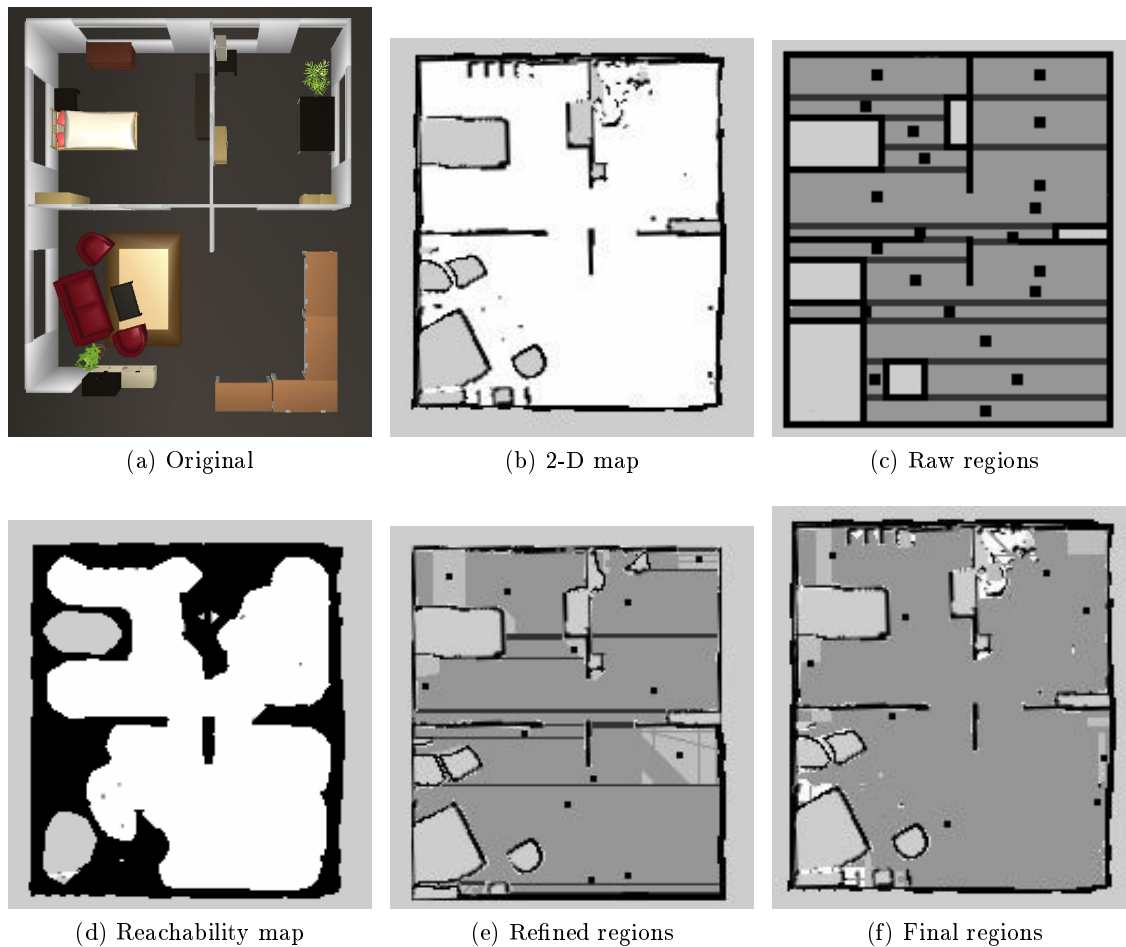 (a) Original
(b) 2-D map
(c) Raw regions
(d) Reachability map
(e) Refined regions
(f) Final regions